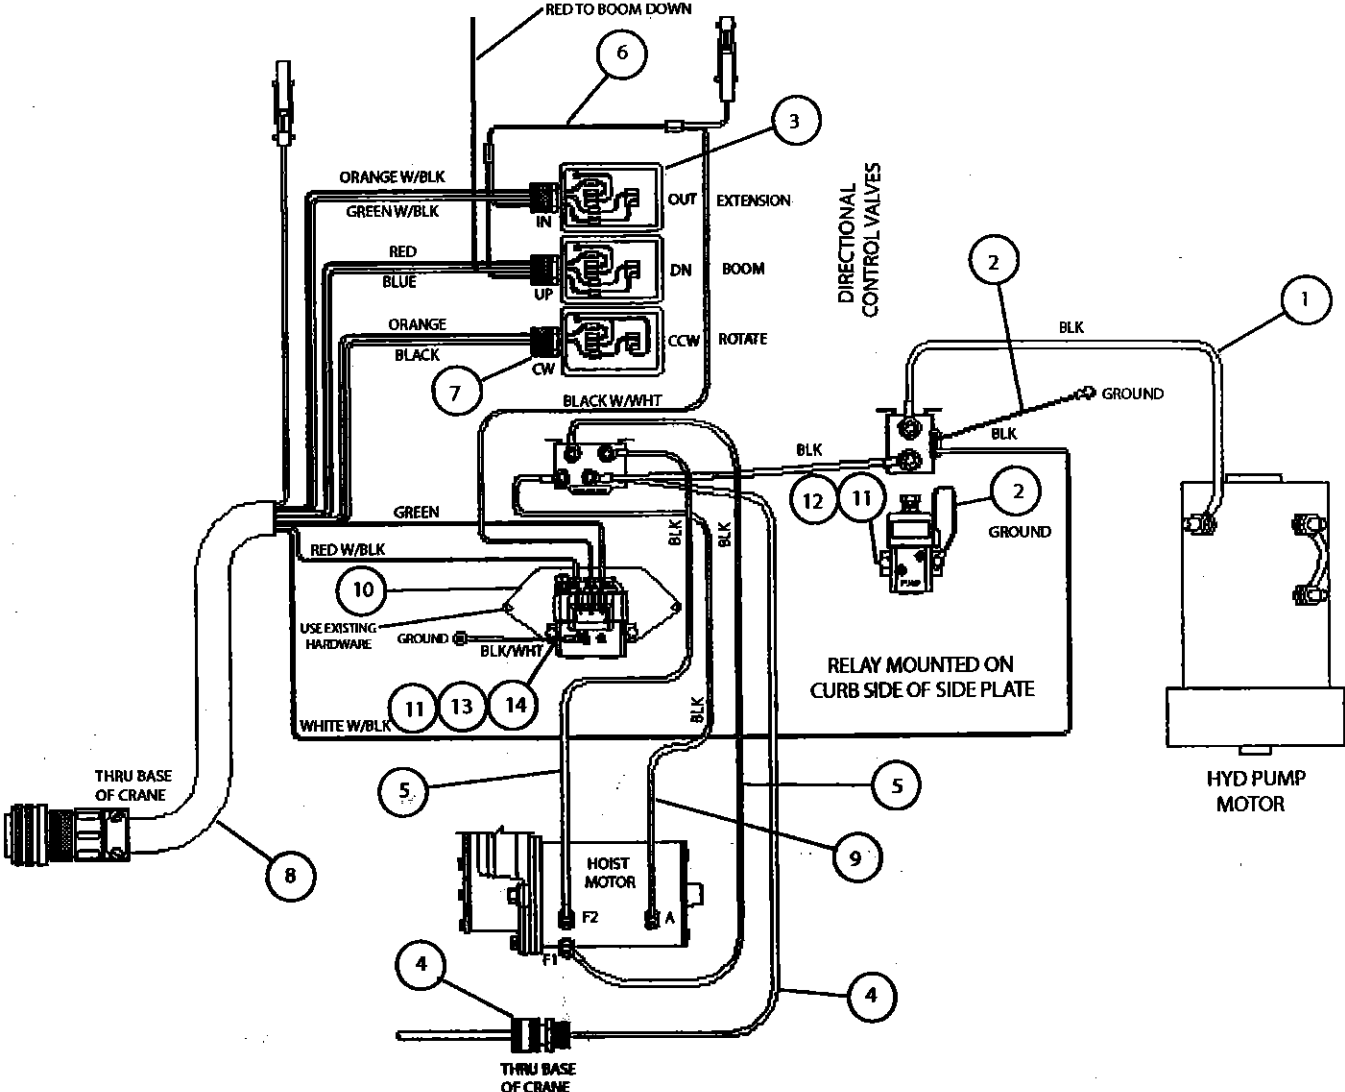 RED TO BOOM DOWN
6
3
ORANGE W/BLK
GREEN W/BLK
IN
OUT
EXTENSION
DIRECTIONAL
CONTROL VALVES
RED
BLUE
UP
DN
BOOM
2
1
ORANGE
BLACK
CW
CCW
ROTATE
BLK
7
BLACK W/WHT
GROUND
BLK
BLK
12
11
2
GROUND
GREEN
BLK
BLK
RED W/BLK
10
PUMP
USE EXISTING
HARDWARE
GROUND
BLK/WHT
RELAY MOUNTED ON
CURB SIDE OF SIDE PLATE
11
13
14
BLK
WHITE W/BLK
THRU BASE
OF CRANE
5
5
HYD PUMP
MOTOR
8
9
HOIST
MOTOR
F2
A
F1
4
4
THRU BASE
OF CRANE